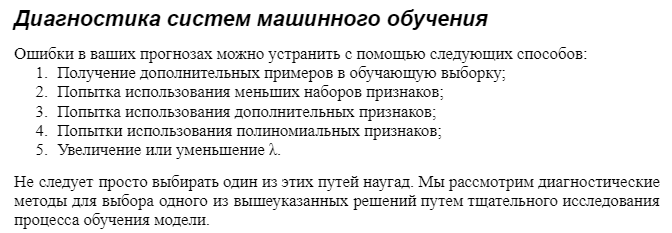 Диагностика систем машинного обучения
Ошибки в ваших прогнозах можно устранить с помощью следующих способов:
1. Получение дополнительных примеров в обучающую выборку;
2. Попытка использования меньших наборов признаков;
3. Попытка использования дополнительных признаков;
4. Попытки использования полиномиальных признаков;
5. Увеличение или уменьшение λ.
Не следует просто выбирать один из этих путей наугад. Мы рассмотрим диагностические
методы для выбора одного из вышеуказанных решений путем тщательного исследования
процесса обучения модели.